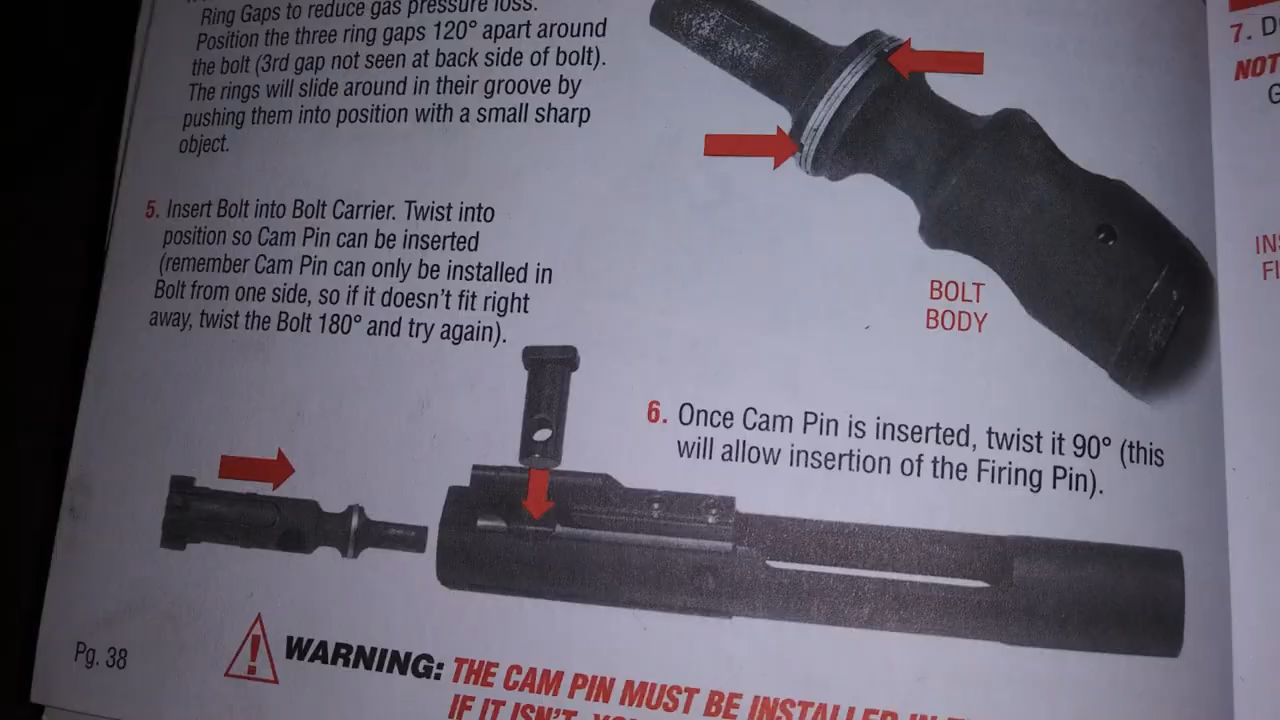 Ring Gaps to reduce gas pressure loss.
Position the three ring gaps 120° apart around
the bolt (3rd gap not seen at back side of bolt).
The rings will slide around in their groove by
pushing them into position with a small sharp
object.
5. Insert Bolt into Bolt Carrier. Twist into
position so Cam Pin can be inserted
(remember Cam Pin can only be installed in
Bolt from one side, so if it doesn't fit right
away, twist the Bolt 180° and try again).
BOLT
BODY
6. Once Cam Pin is inserted, twist it 90° (this
will allow insertion of the Firing Pin).
Pg. 38
WARNING: THE CAM PIN MUST BE INSTALLED IN
IF IT ISN'T,
7. D
NOT
G